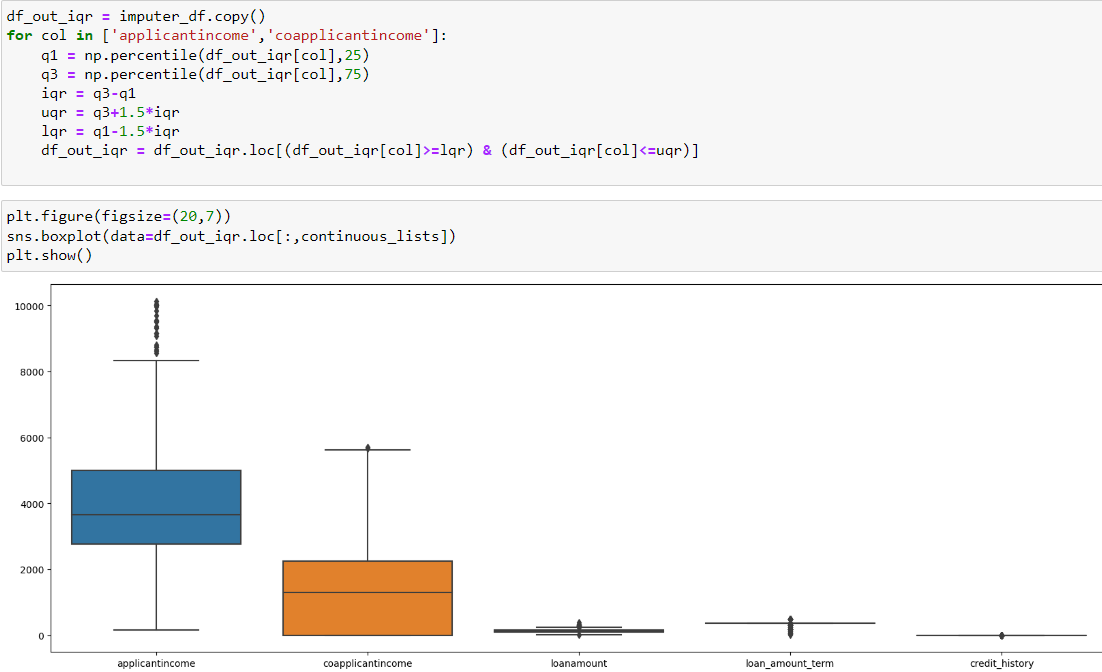 df_out_iqr = imputer_df.copy()
for col in ['applicantincome','coapplicantincome']:
    q1 = np.percentile(df_out_iqr[col],25)
    q3 = np.percentile(df_out_iqr[col],75)
    iqr = q3-q1
    uqr = q3+1.5*iqr
    lqr = q1-1.5*iqr
    df_out_iqr = df_out_iqr.loc[(df_out_iqr[col]>=lqr) & (df_out_iqr[col]<=uqr)]
plt.figure(figsize=(20,7))
sns.boxplot(data=df_out_iqr.loc[:,continuous_lists])
plt.show()
10000
8000
6000
4000
2000
0
applicantincome coapplicantincome loanamount loan_amount_term credit_history